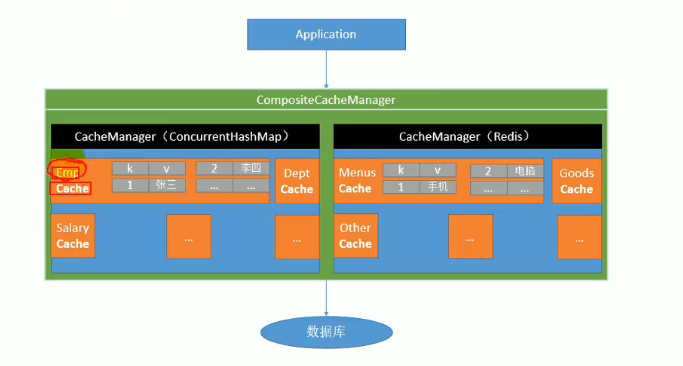 Application
CompositeCacheManager
CacheManager（ConcurrentHashMap）
CacheManager（Redis）
Emp
Cache
k v
1 张三
2 李四
... ...
Dept
Cache
Menus
Cache
k v
1 手机
2 电脑
... ...
Goods
Cache
Salary
Cache
...
...
Other
Cache
...
...
数据库